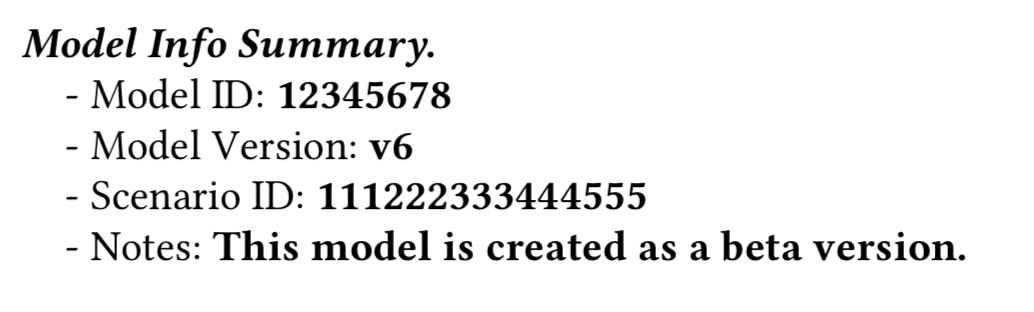 Model Info Summary.
- Model ID: 12345678
- Model Version: v6
- Scenario ID: 111222333444555
- Notes: This model is created as a beta version.